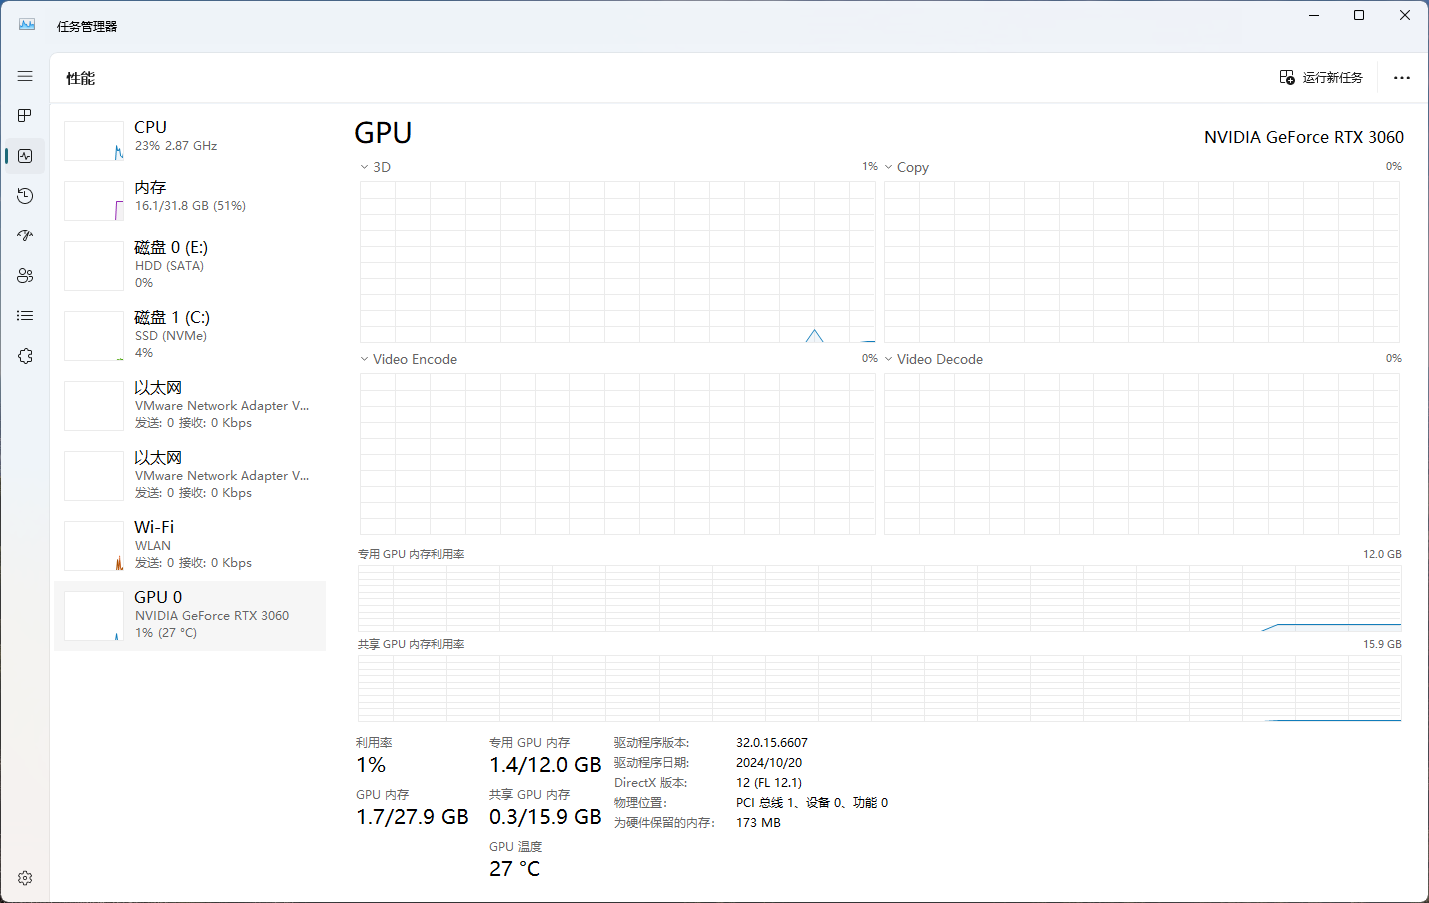 任务管理器
性能
运行新任务
CPU
23% 2.87 GHz
内存
16.1/31.8 GB (51%)
磁盘 0 (E:)
HDD (SATA)
0%
磁盘 1 (C:)
SSD (NVMe)
4%
以太网
VMware Network Adapter V...
发送: 0 接收: 0 Kbps
以太网
VMware Network Adapter V...
发送: 0 接收: 0 Kbps
Wi-Fi
WLAN
发送: 0 接收: 0 Kbps
GPU 0
NVIDIA GeForce RTX 3060
1% (27 °C)
GPU
NVIDIA GeForce RTX 3060
3D 1%
Copy 0%
Video Encode 0%
Video Decode 0%
专用 GPU 内存利用率 12.0 GB
共享 GPU 内存利用率 15.9 GB
利用率
1%
GPU 内存
1.7/27.9 GB
专用 GPU 内存
1.4/12.0 GB
共享 GPU 内存
0.3/15.9 GB
GPU 温度
27 °C
驱动程序版本: 32.0.15.6607
驱动程序日期: 2024/10/20
DirectX 版本: 12 (FL 12.1)
物理位置: PCI 总线 1、设备 0、功能 0
为硬件保留的内存: 173 MB